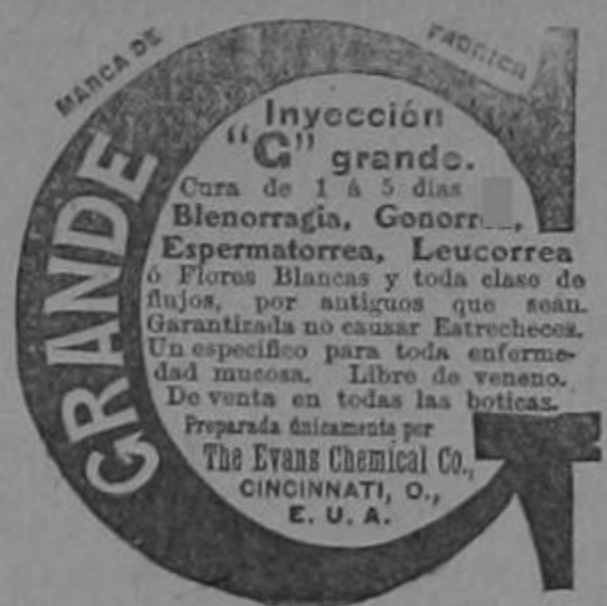 MARCA DE FABRICA
GRANDE
Inyección
"G" grande.
Cura de 1 á 5 dias
Blenorragia,
Espermatorrea, Leucorrea
ó Flores Blancas y toda clase de
flujos, por antiguos que sean.
Garantizada no causar Estrecheces.
Un especifico para toda enferme-
dad mucosa. Libre de veneno.
De venta en todas las boticas.
Preparada únicamente por
The Evans Chemical Co.,
CINCINNATI, O.,
E. U. A.